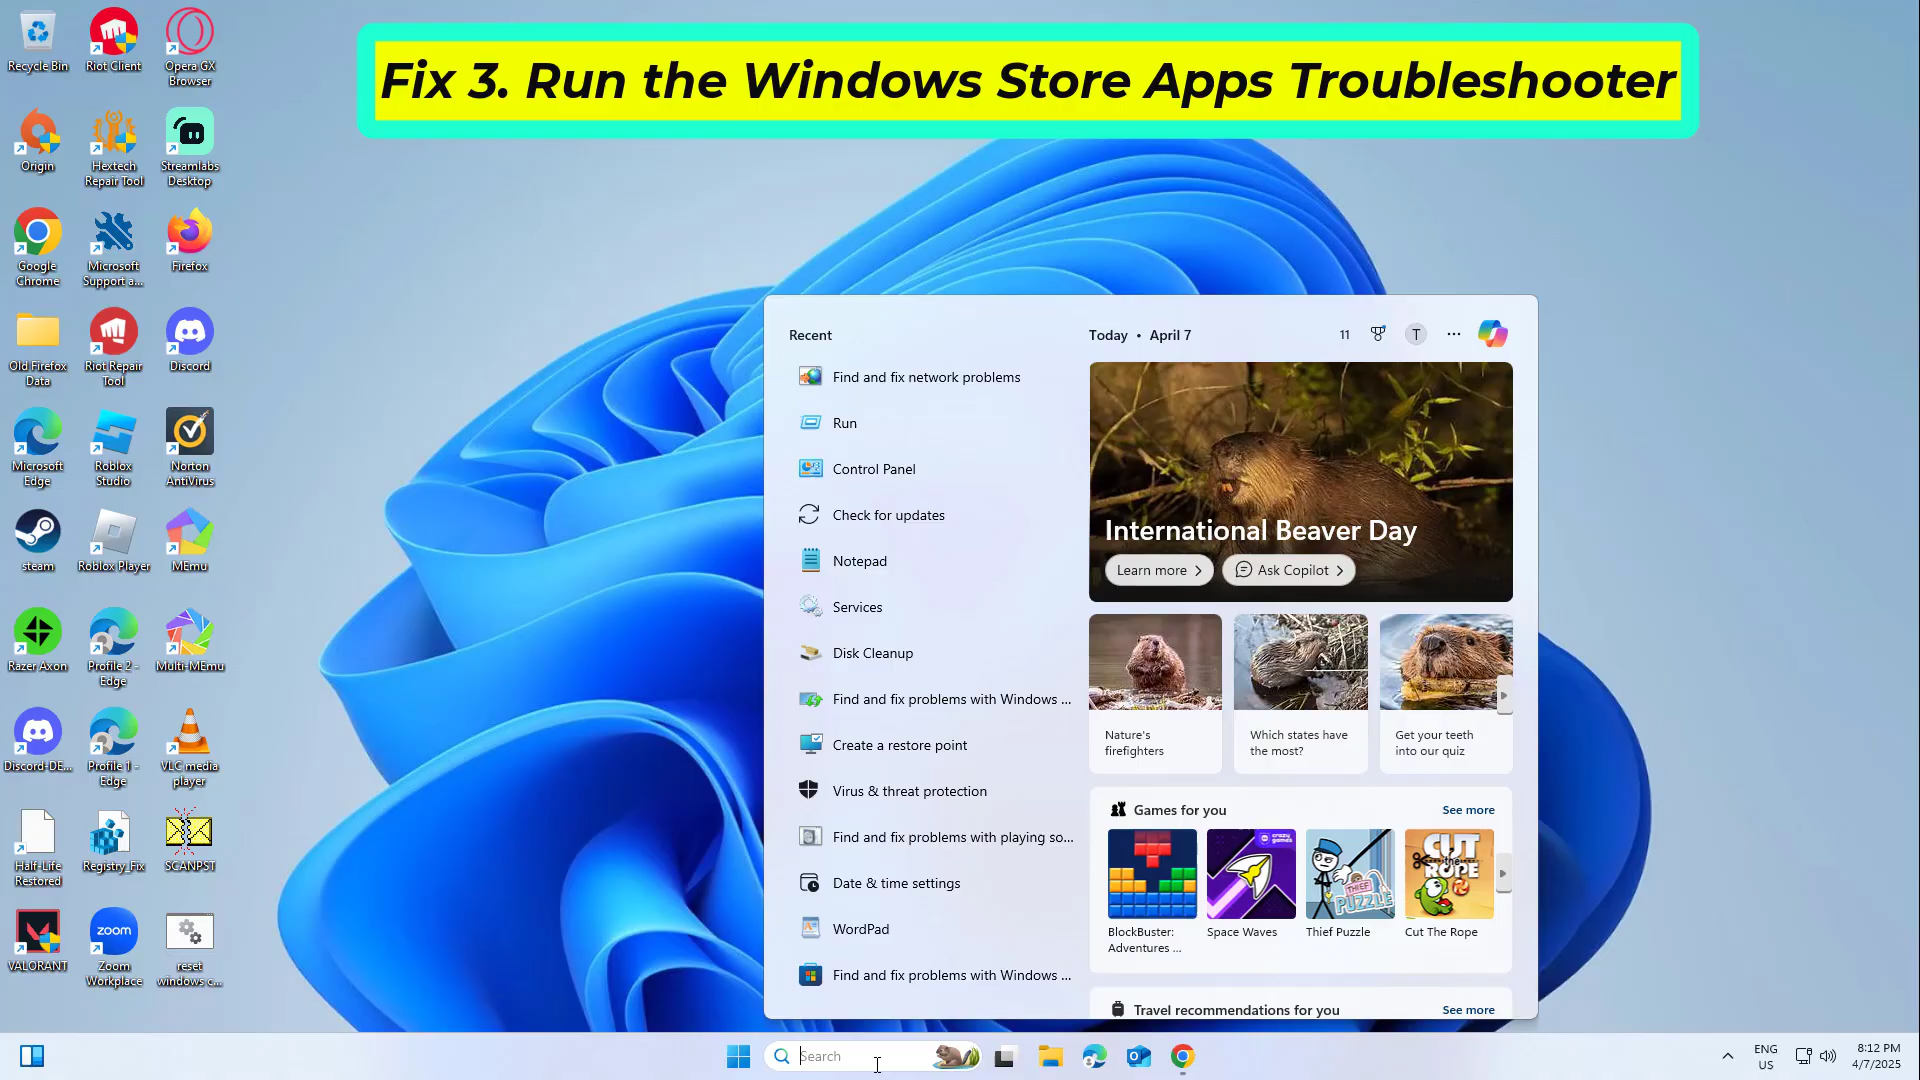 Fix 3. Run the Windows Store Apps Troubleshooter
Recycle Bin
Riot Client
Opera GX
Browser
Origin
Hextech
Repair Tool
Streamlabs
Desktop
Google
Chrome
Microsoft
Support a...
Firefox
Old Firefox
Data
Riot Repair
Tool
Discord
Microsoft
Edge
Roblox
Studio
Norton
AntiVirus
steam
Roblox Player
MEmu
Razer Axon
Profile 2 -
Edge
Multi-MEmu
Discord-DE...
Profile 1 -
Edge
VLC media
player
Half-Life
Restored
Registry_Fix
SCANPST
VALORANT
zoom
Zoom
Workplace
reset
windows c...
Recent
Find and fix network problems
Run
Control Panel
Check for updates
Notepad
Services
Disk Cleanup
Find and fix problems with Windows ...
Create a restore point
Virus & threat protection
Find and fix problems with playing so...
Date & time settings
WordPad
Find and fix problems with Windows ...
Today • April 7
11
T
International Beaver Day
Learn more
Ask Copilot
Nature's
firefighters
Which states have
the most?
Get your teeth
into our quiz
Games for you
See more
crazy
games
THIEF
PUZZLE
CUT
THE
ROPE
BlockBuster:
Adventures ...
Space Waves
Thief Puzzle
Cut The Rope
Travel recommendations for you
See more
Search
ENG
US
8:12 PM
4/7/2025